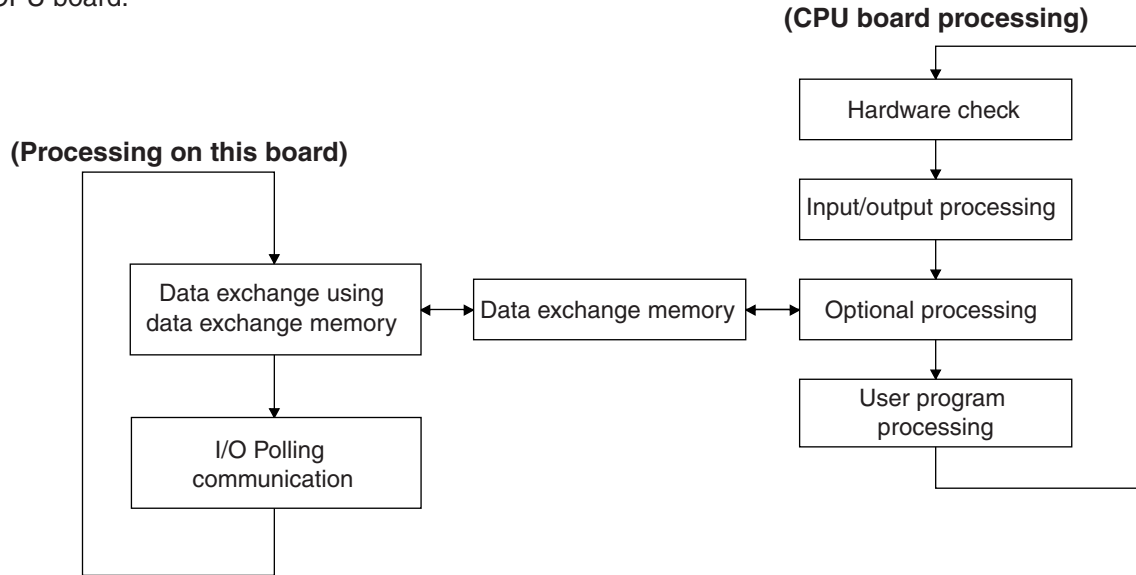 CPU board.
(CPU board processing)
Hardware check
(Processing on this board)
Input/output processing
Data exchange using
data exchange memory
Data exchange memory
Optional processing
User program
processing
I/O Polling
communication